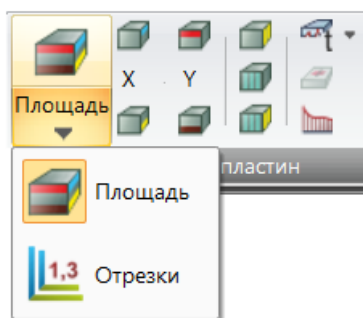 X Y
t
Площадь
пластин
Площадь
1,3 Отрезки